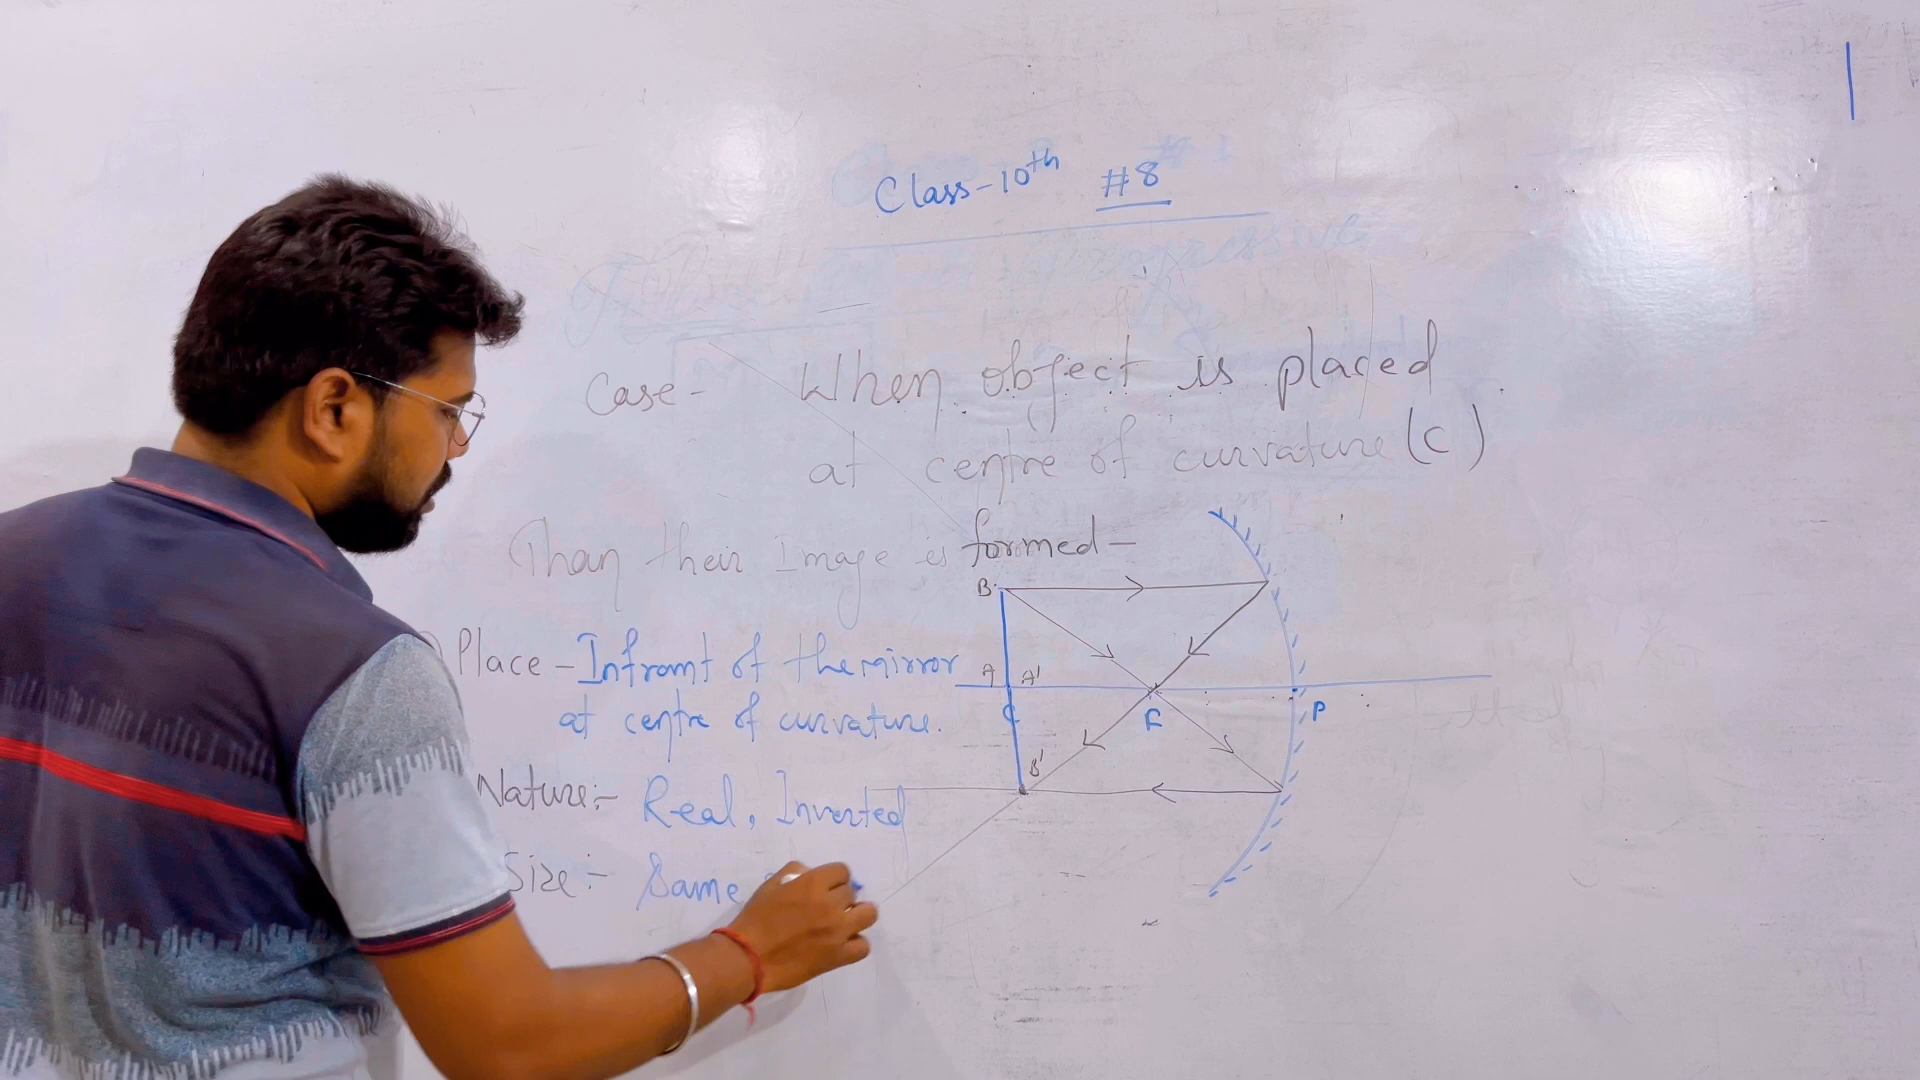 Class-10th #8
Case- When object is placed
at centre of curvature (C)
Than their Image is formed-
B
Place - Infromt of the mirror
A A'
at centre of curvature.
C F P
B'
Nature:- Real, Inverted
Size:- Same